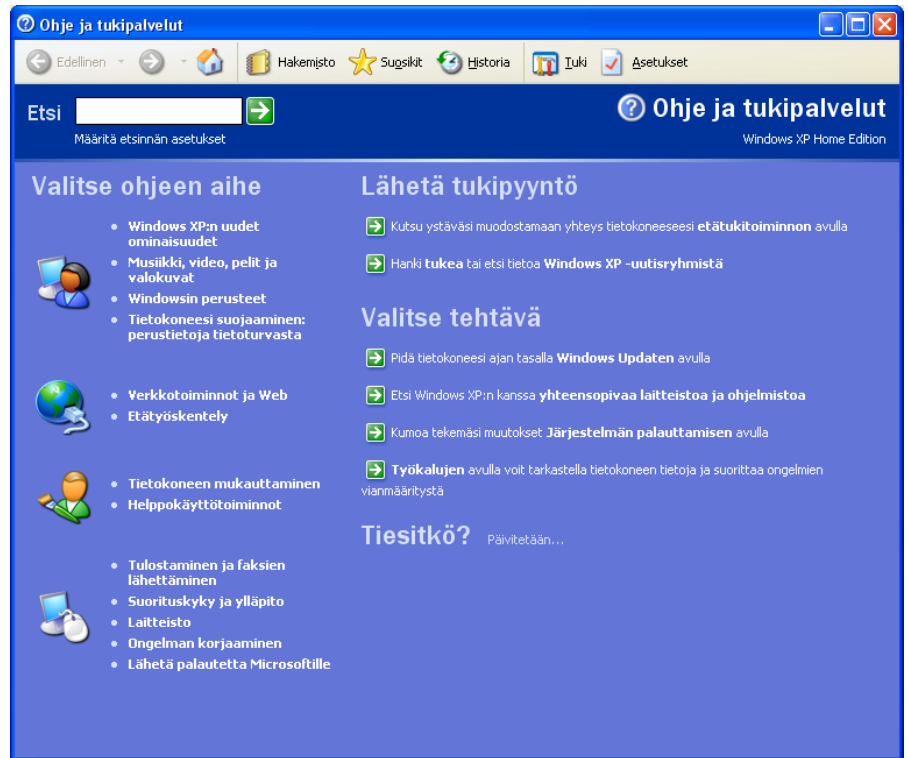 Ohje ja tukipalvelut
Edellinen Hakemisto Suosikit Historia Tuki Asetukset
Etsi
Määritä etsinnän asetukset
Ohje ja tukipalvelut
Windows XP Home Edition
Valitse ohjeen aihe
Windows XP:n uudet
ominaisuudet
Musiikki, video, pelit ja
valokuvat
Windowsin perusteet
Tietokoneesi suojaaminen:
perustietoja tietoturvasta
Verkkotoiminnot ja Web
Etätyöskentely
Tietokoneen mukauttaminen
Helppokäyttötoiminnot
Tulostaminen ja faksien
lähettäminen
Suorituskyky ja ylläpito
Laitteisto
Ongelman korjaaminen
Lähetä palautetta Microsoftille
Lähetä tukipyyntö
Kutsu ystäväsi muodostamaan yhteys tietokoneeseesi etätukitoiminnon avulla
Hanki tukea tai etsi tietoa Windows XP -uutisryhmistä
Valitse tehtävä
Pidä tietokoneesi ajan tasalla Windows Updaten avulla
Etsi Windows XP:n kanssa yhteensopivaa laitteistoa ja ohjelmistoa
Kumoa tekemäsi muutokset Järjestelmän palauttamisen avulla
Työkalujen avulla voit tarkastella tietokoneen tietoja ja suorittaa ongelmien
vianmääritystä
Tiesitkö? Päivitetään...